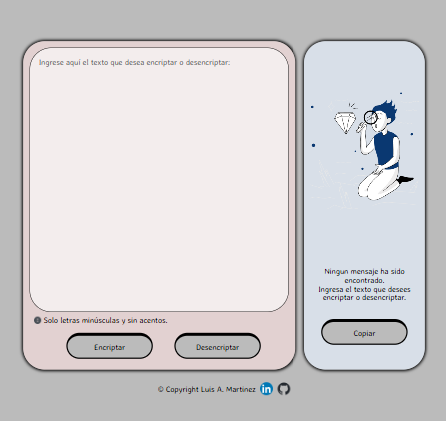 Ingrese aquí el texto que desea encriptar o desencriptar:
Solo letras minúsculas y sin acentos.
Encriptar
Desencriptar
Ningun mensaje ha sido
encontrado.
Ingresa el texto que desees
encriptar o desencriptar.
Copiar
© Copyright Luis A. Martinez in